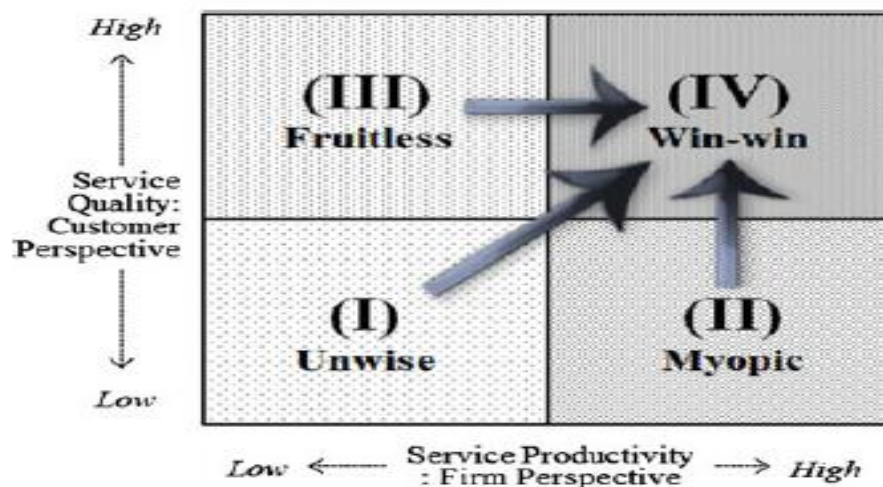 High
(III)
Fruitless
(IV)
Win-win
Service
Quality:
Customer
Perspective
(I)
Unwise
(II)
Myopic
Low
Low
Service Productivity
: Firm Perspective
High